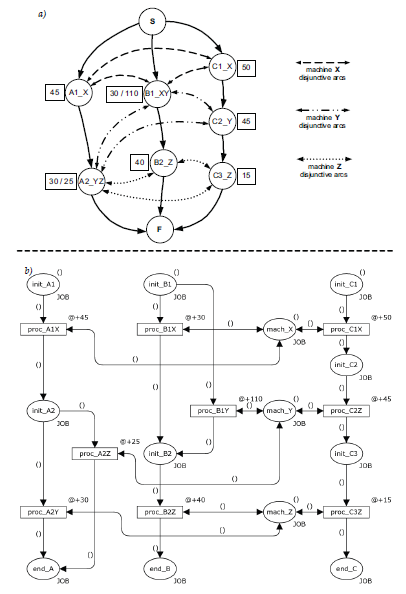 a)
S
C1_X 50
45 A1_X 30 / 110 B1_XY
machine X
disjunctive arcs
C2_Y 45
machine Y
disjunctive arcs
40 B2_Z
30 / 25 A2_YZ C3_Z 15
machine Z
disjunctive arcs
F
b)
() () ()
init_A1 init_B1 init_C1
JOB JOB JOB
() () () ()
@+45 @+30 @+50
proc_A1X () proc_B1X () mach_X () proc_C1X
JOB
() () () ()
init_C2
JOB
()
@+110 @+45
init_A2 () proc_B1Y () mach_Y () proc_C2Z
JOB JOB
() ()
@+25
proc_A2Z init_B2 () init_C3
JOB JOB
() () () ()
()
@+30 @+40 @+15
proc_A2Y () proc_B2Z () mach_Z () proc_C3Z
JOB
() () () ()
end_A end_B end_C
JOB JOB JOB